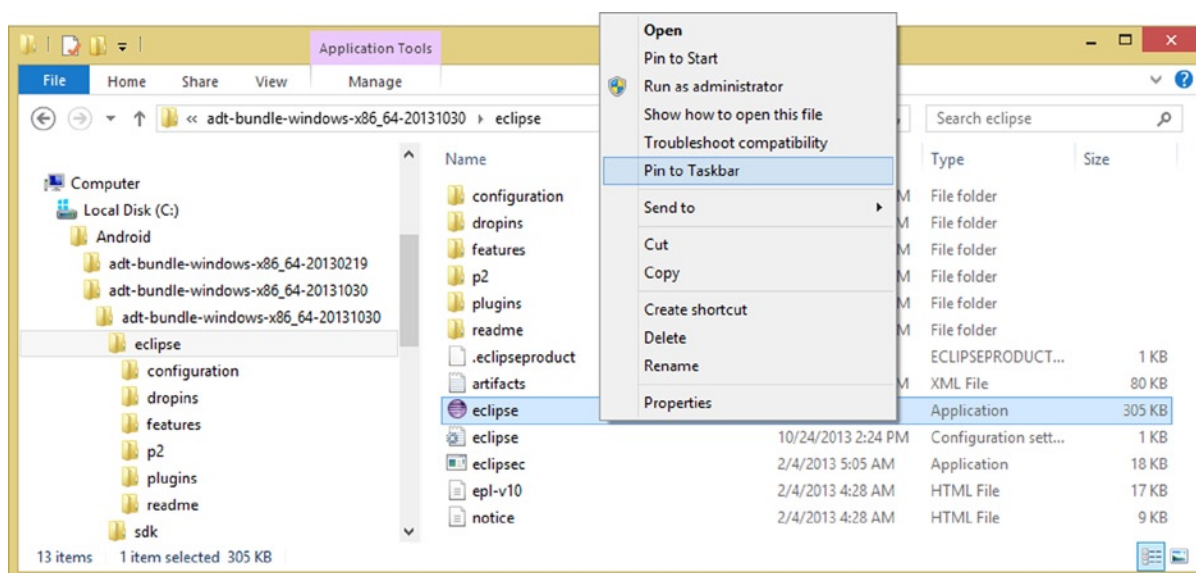 Application Tools
File Home Share View Manage
« adt-bundle-windows-x86_64-20131030 eclipse
Search eclipse
Computer
Local Disk (C:)
Android
adt-bundle-windows-x86_64-20130219
adt-bundle-windows-x86_64-20131030
adt-bundle-windows-x86_64-20131030
eclipse
configuration
dropins
features
p2
plugins
readme
sdk
Name Type Size
configuration M File folder
dropins M File folder
features M File folder
p2 M File folder
plugins M File folder
readme M File folder
.eclipseproduct ECLIPSEPRODUCT... 1 KB
artifacts M XML File 80 KB
eclipse Application 305 KB
eclipse 10/24/2013 2:24 PM Configuration sett... 1 KB
eclipsec 2/4/2013 5:05 AM Application 18 KB
epl-v10 2/4/2013 4:28 AM HTML File 17 KB
notice 2/4/2013 4:28 AM HTML File 9 KB
Open
Pin to Start
Run as administrator
Show how to open this file
Troubleshoot compatibility
Pin to Taskbar
Send to
Cut
Copy
Create shortcut
Delete
Rename
Properties
13 items 1 item selected 305 KB